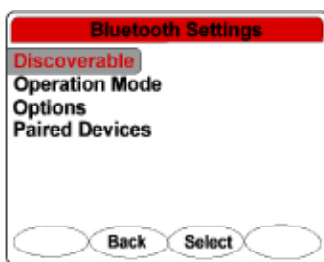 Bluetooth Settings
Discoverable
Operation Mode
Options
Paired Devices
Back Select